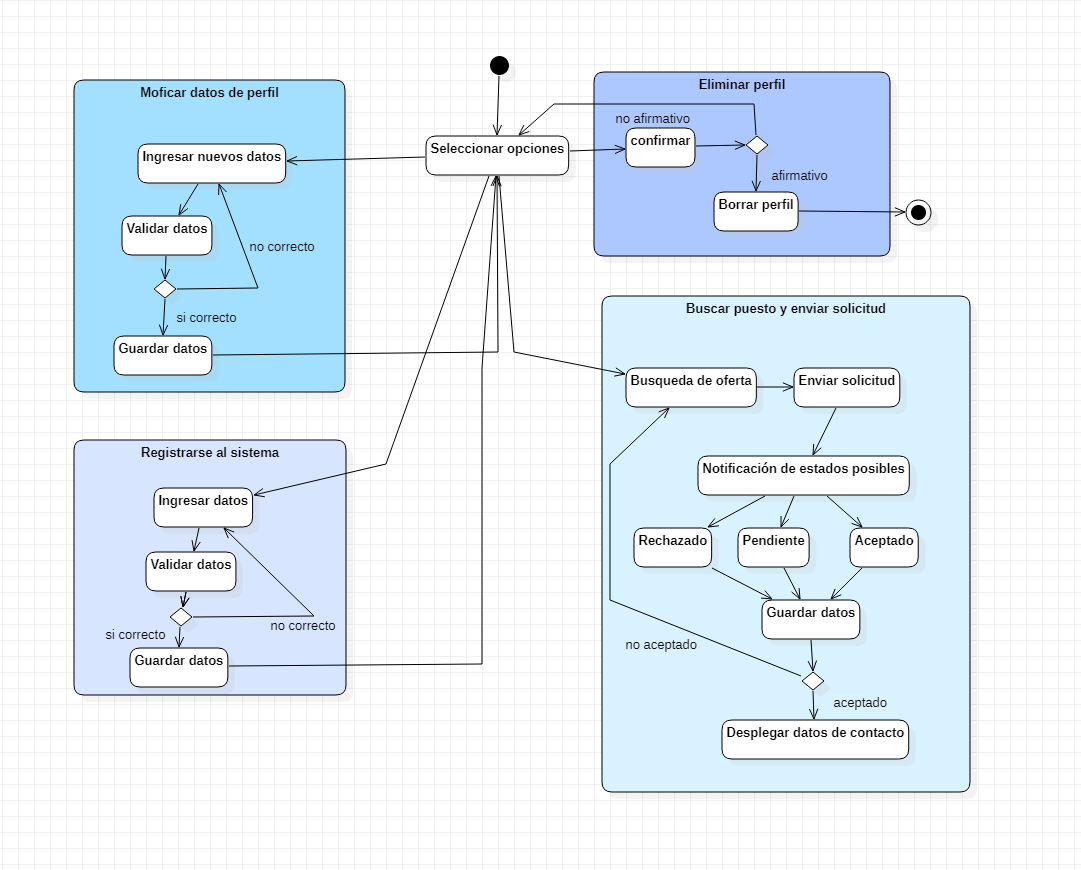 Moficar datos de perfil
Ingresar nuevos datos
Validar datos
no correcto
si correcto
Guardar datos
Seleccionar opciones
Eliminar perfil
no afirmativo
confirmar
afirmativo
Borrar perfil
Registrarse al sistema
Ingresar datos
Validar datos
no correcto
si correcto
Guardar datos
Buscar puesto y enviar solicitud
Busqueda de oferta
Enviar solicitud
Notificación de estados posibles
Rechazado
Pendiente
Aceptado
Guardar datos
no aceptado
aceptado
Desplegar datos de contacto